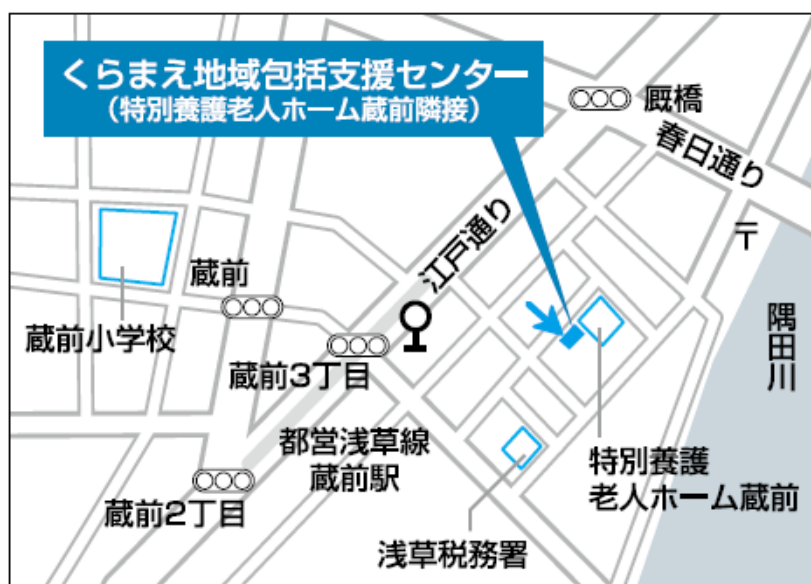 くらまえ地域包括支援センター
（特別養護老人ホーム蔵前隣接）
厩橋
春日通り
江戸通り
〒
蔵前
隅田川
蔵前小学校
蔵前3丁目
都営浅草線
蔵前駅
特別養護
老人ホーム蔵前
蔵前2丁目
浅草税務署